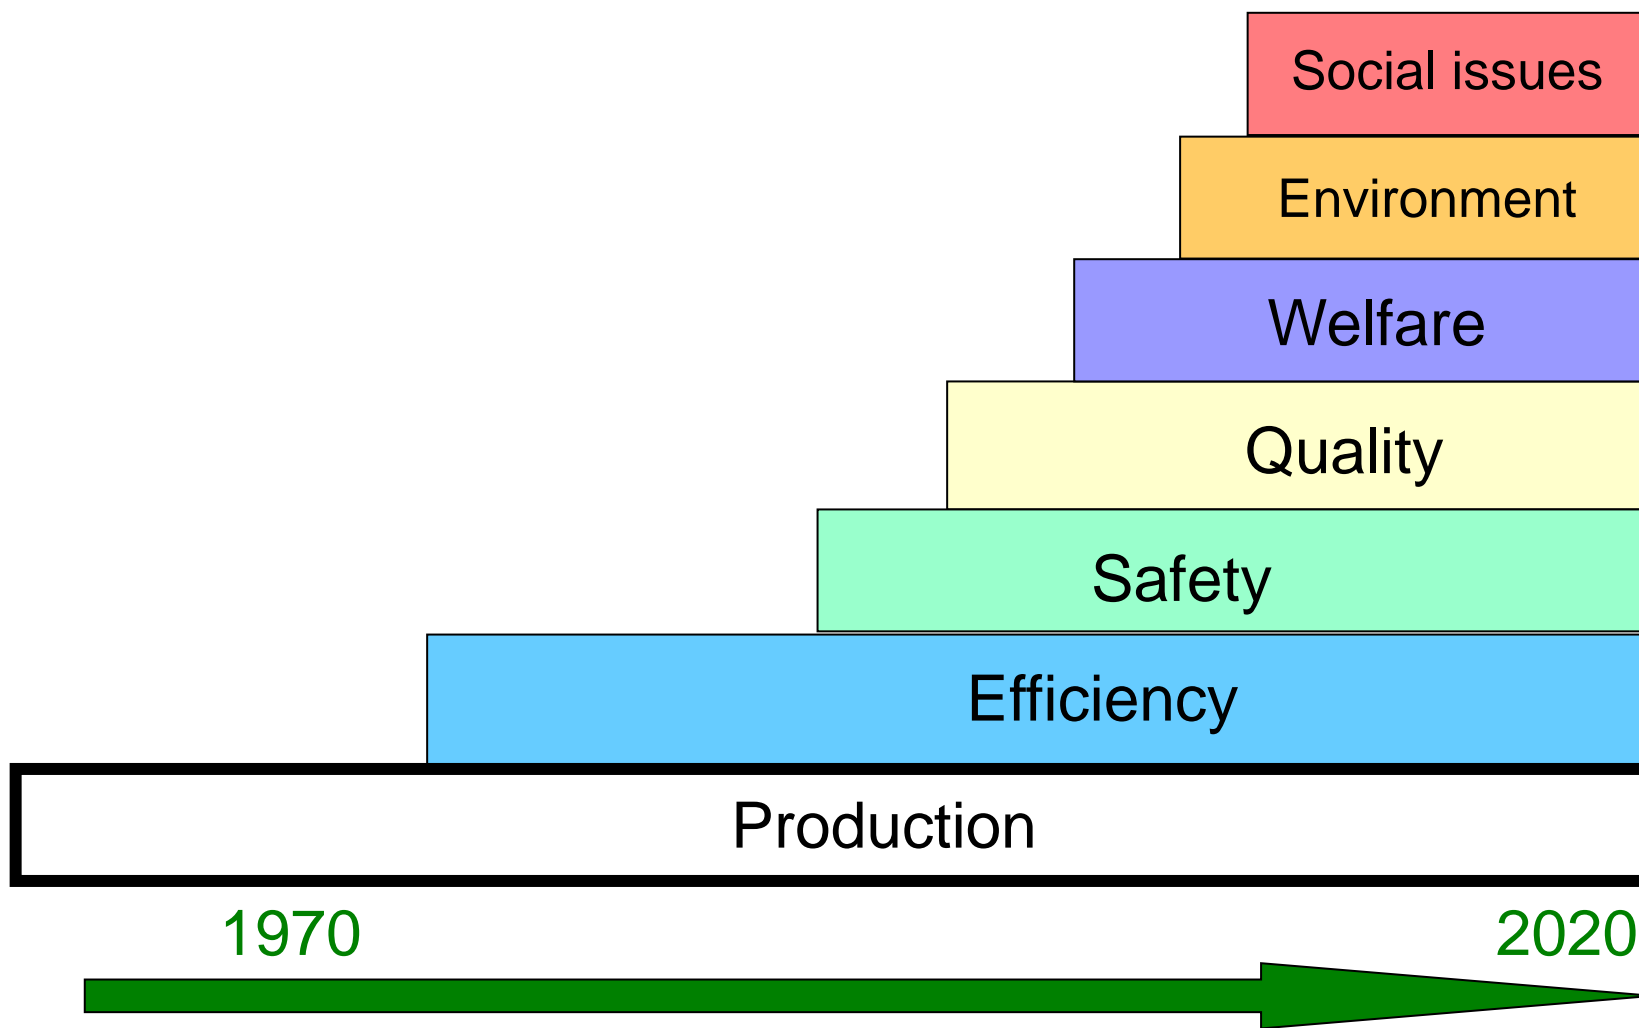 Social issues
Environment
Welfare
Quality
Safety
Efficiency
Production
1970 2020